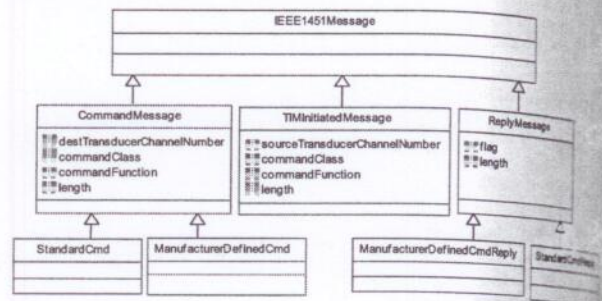 IEEE1451Message
CommandMessage
destTransducerChannelNumber
commandClass
commandFunction
length
TIMInitiatedMessage
sourceTransducerChannelNumber
commandClass
commandFunction
length
ReplyMessage
flag
length
StandardCmd
ManufacturerDefinedCmd
ManufacturerDefinedCmdReply